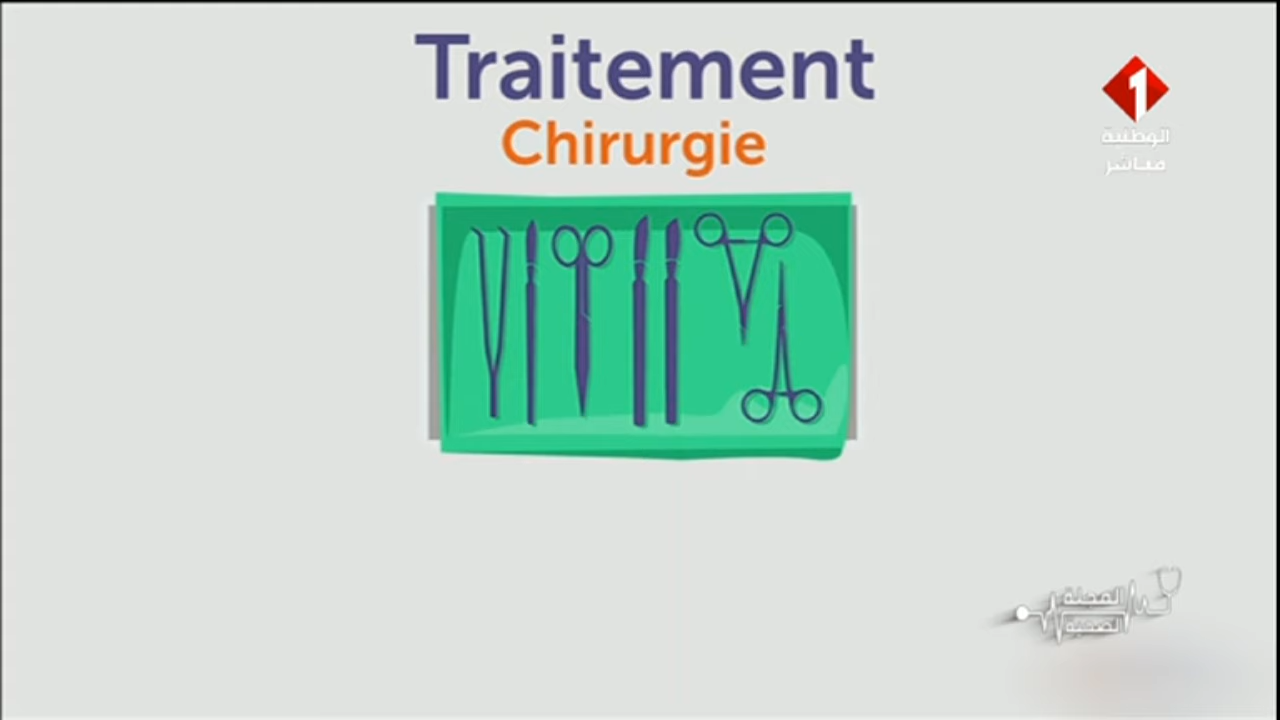 Traitement
Chirurgie
1
الوطنية
مباشر
المجلة
الصحية